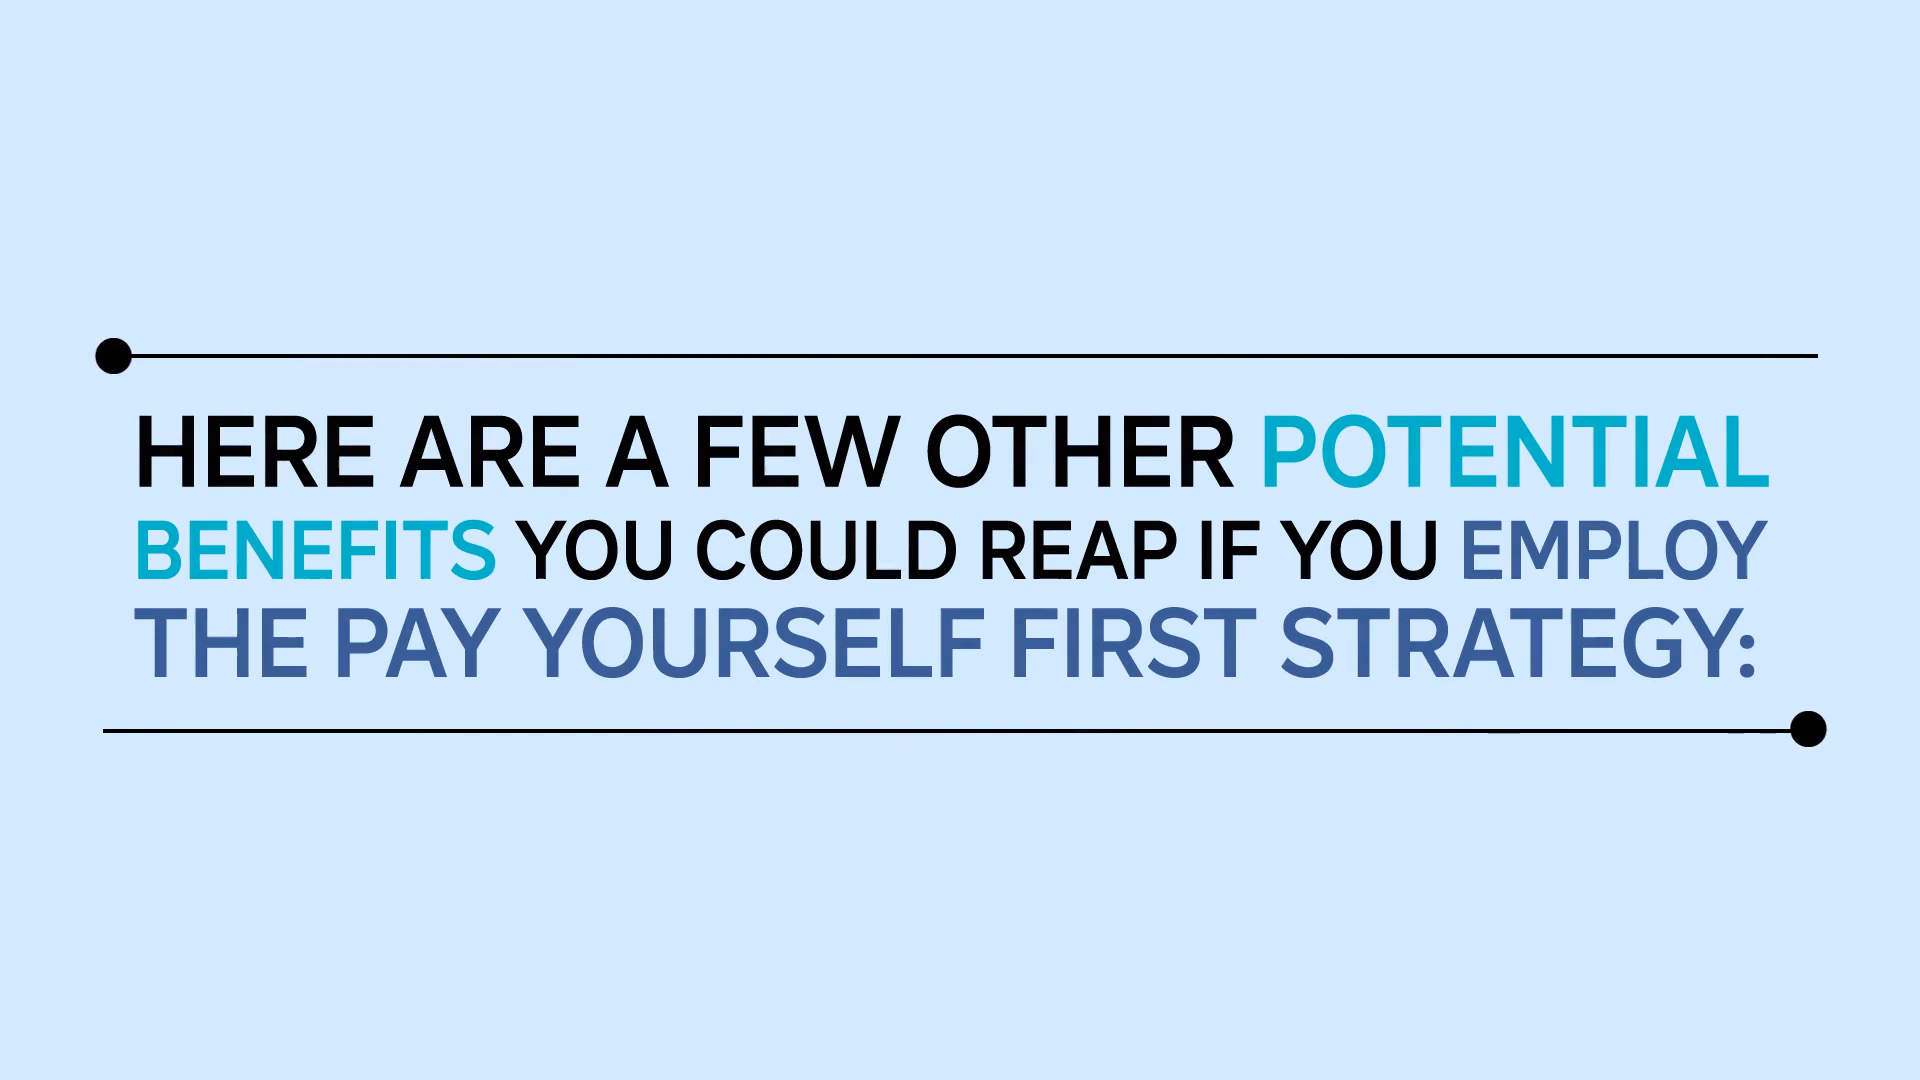 HERE ARE A FEW OTHER POTENTIAL
BENEFITS YOU COULD REAP IF YOU EMPLOY
THE PAY YOURSELF FIRST STRATEGY: